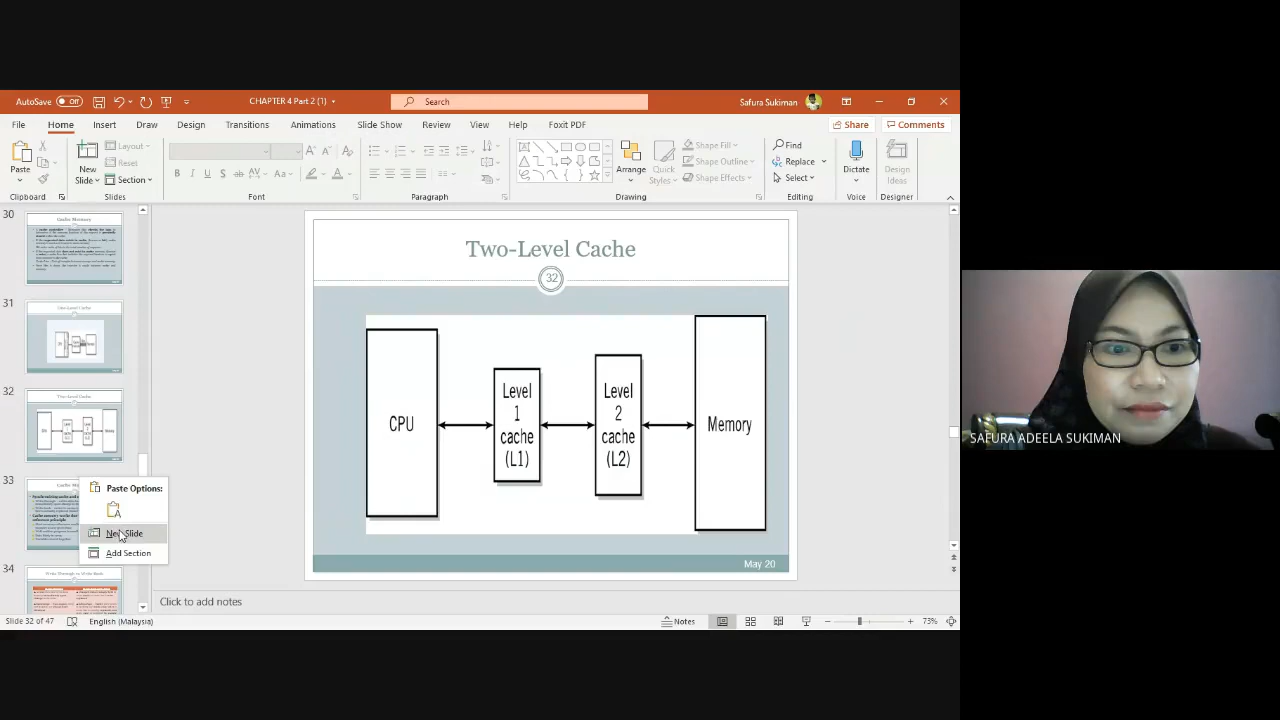 AutoSave Off CHAPTER 4 Part 2 (1) Search Safura Sukiman
File Home Insert Draw Design Transitions Animations Slide Show Review View Help Foxit PDF Share Comments
Paste New Slide Layout Reset Section Arrange Quick Styles Shape Fill Shape Outline Shape Effects Find Replace Select Dictate Design Ideas
Clipboard Slides Font Paragraph Drawing Editing Voice Designer
30
Cache Memory
31
32
Two-Level Cache
33
34
Paste Options:
New Slide
Add Section
Two-Level Cache
32
CPU
Level
1
cache
(L1)
Level
2
cache
(L2)
Memory
May 20
Click to add notes
Slide 32 of 47 English (Malaysia) Notes 73%
SAFURA ADEELA SUKIMAN